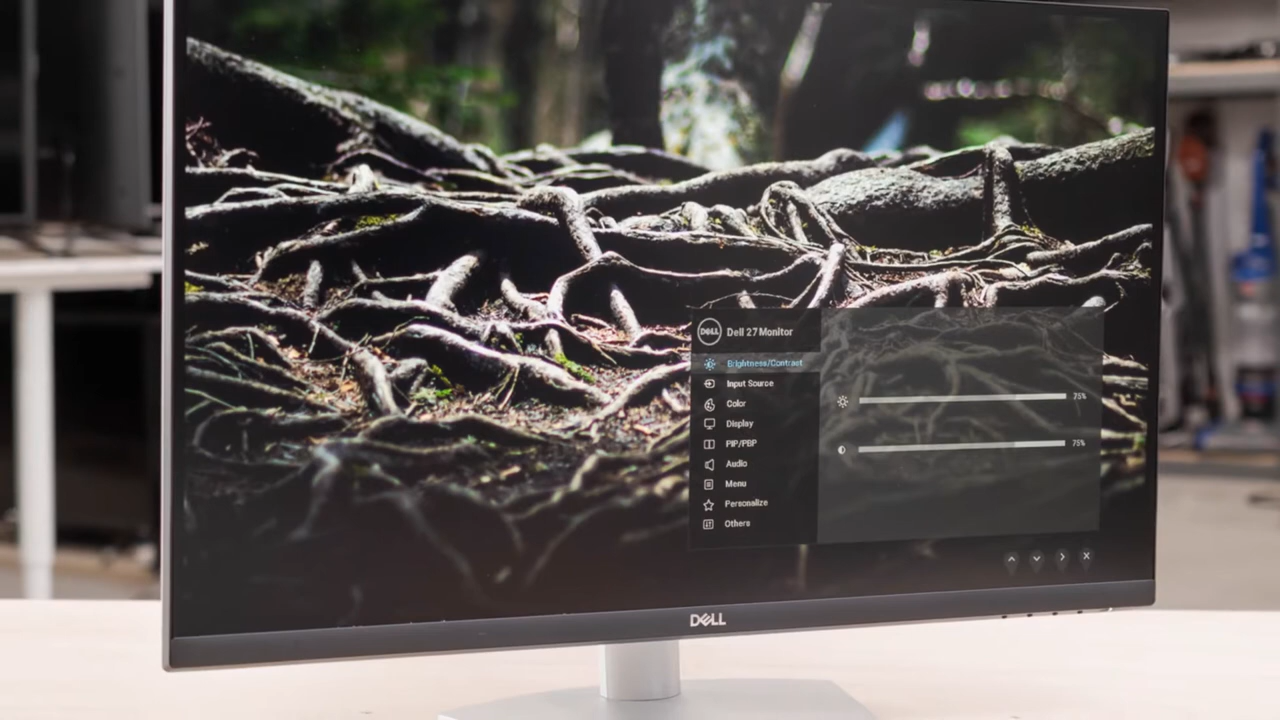 DELL
Dell 27 Monitor
Brightness/Contrast
75%
Input Source
Color
Display
PIP/PBP
75%
Audio
Menu
Personalize
Others
DELL